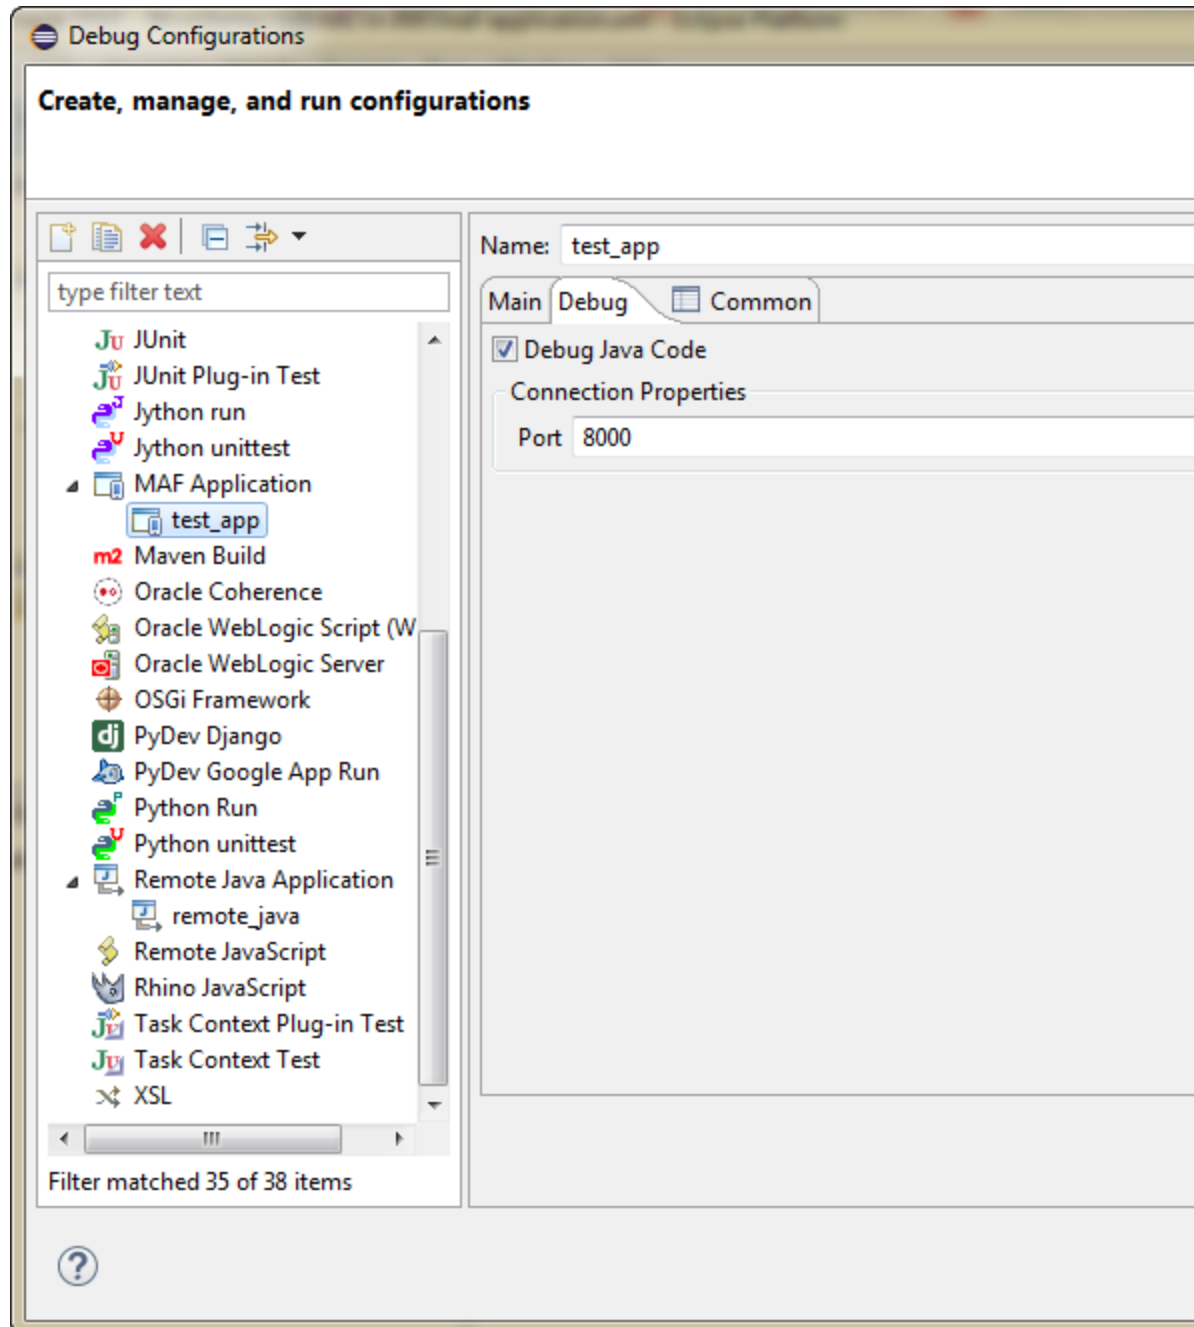 Debug Configurations
Create, manage, and run configurations
Name: test_app
type filter text
Main Debug Common
JUnit
Debug Java Code
JUnit Plug-in Test
Connection Properties
Jython run
Port 8000
Jython unittest
MAF Application
test_app
m2 Maven Build
Oracle Coherence
Oracle WebLogic Script (W
Oracle WebLogic Server
OSGi Framework
dj PyDev Django
PyDev Google App Run
Python Run
Python unittest
Remote Java Application
remote_java
Remote JavaScript
Rhino JavaScript
Task Context Plug-in Test
Task Context Test
XSL
Filter matched 35 of 38 items
?